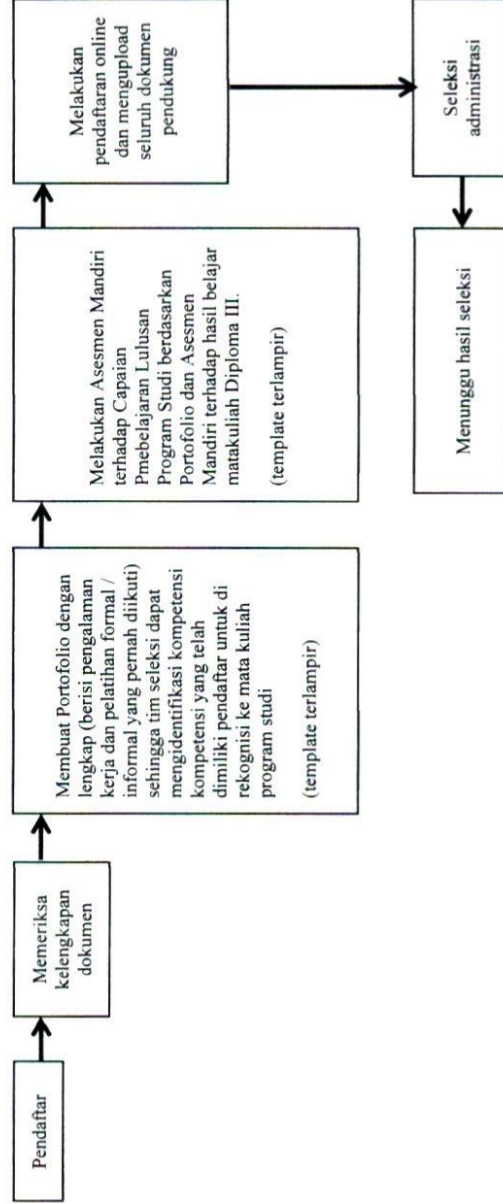 Pendaftar
Memeriksa
kelengkapan
dokumen
Membuat Portofolio dengan
lengkap (berisi pengalaman
kerja dan pelatihan formal /
informal yang pernah diikuti)
sehingga tim seleksi dapat
mengidentifikasi kompetensi
kompetensi yang telah
dimiliki pendaftar untuk di
rekognisi ke mata kuliah
program studi
(template terlampir)
Melakukan Asesmen Mandiri
terhadap Capaian
Pmebelajaran Lulusan
Program Studi berdasarkan
Portofolio dan Asesmen
Mandiri terhadap hasil belajar
matakuliah Diploma III.
(template terlampir)
Melakukan
pendaftaran online
dan mengupload
seluruh dokumen
pendukung
Seleksi
administrasi
Menunggu hasil seleksi